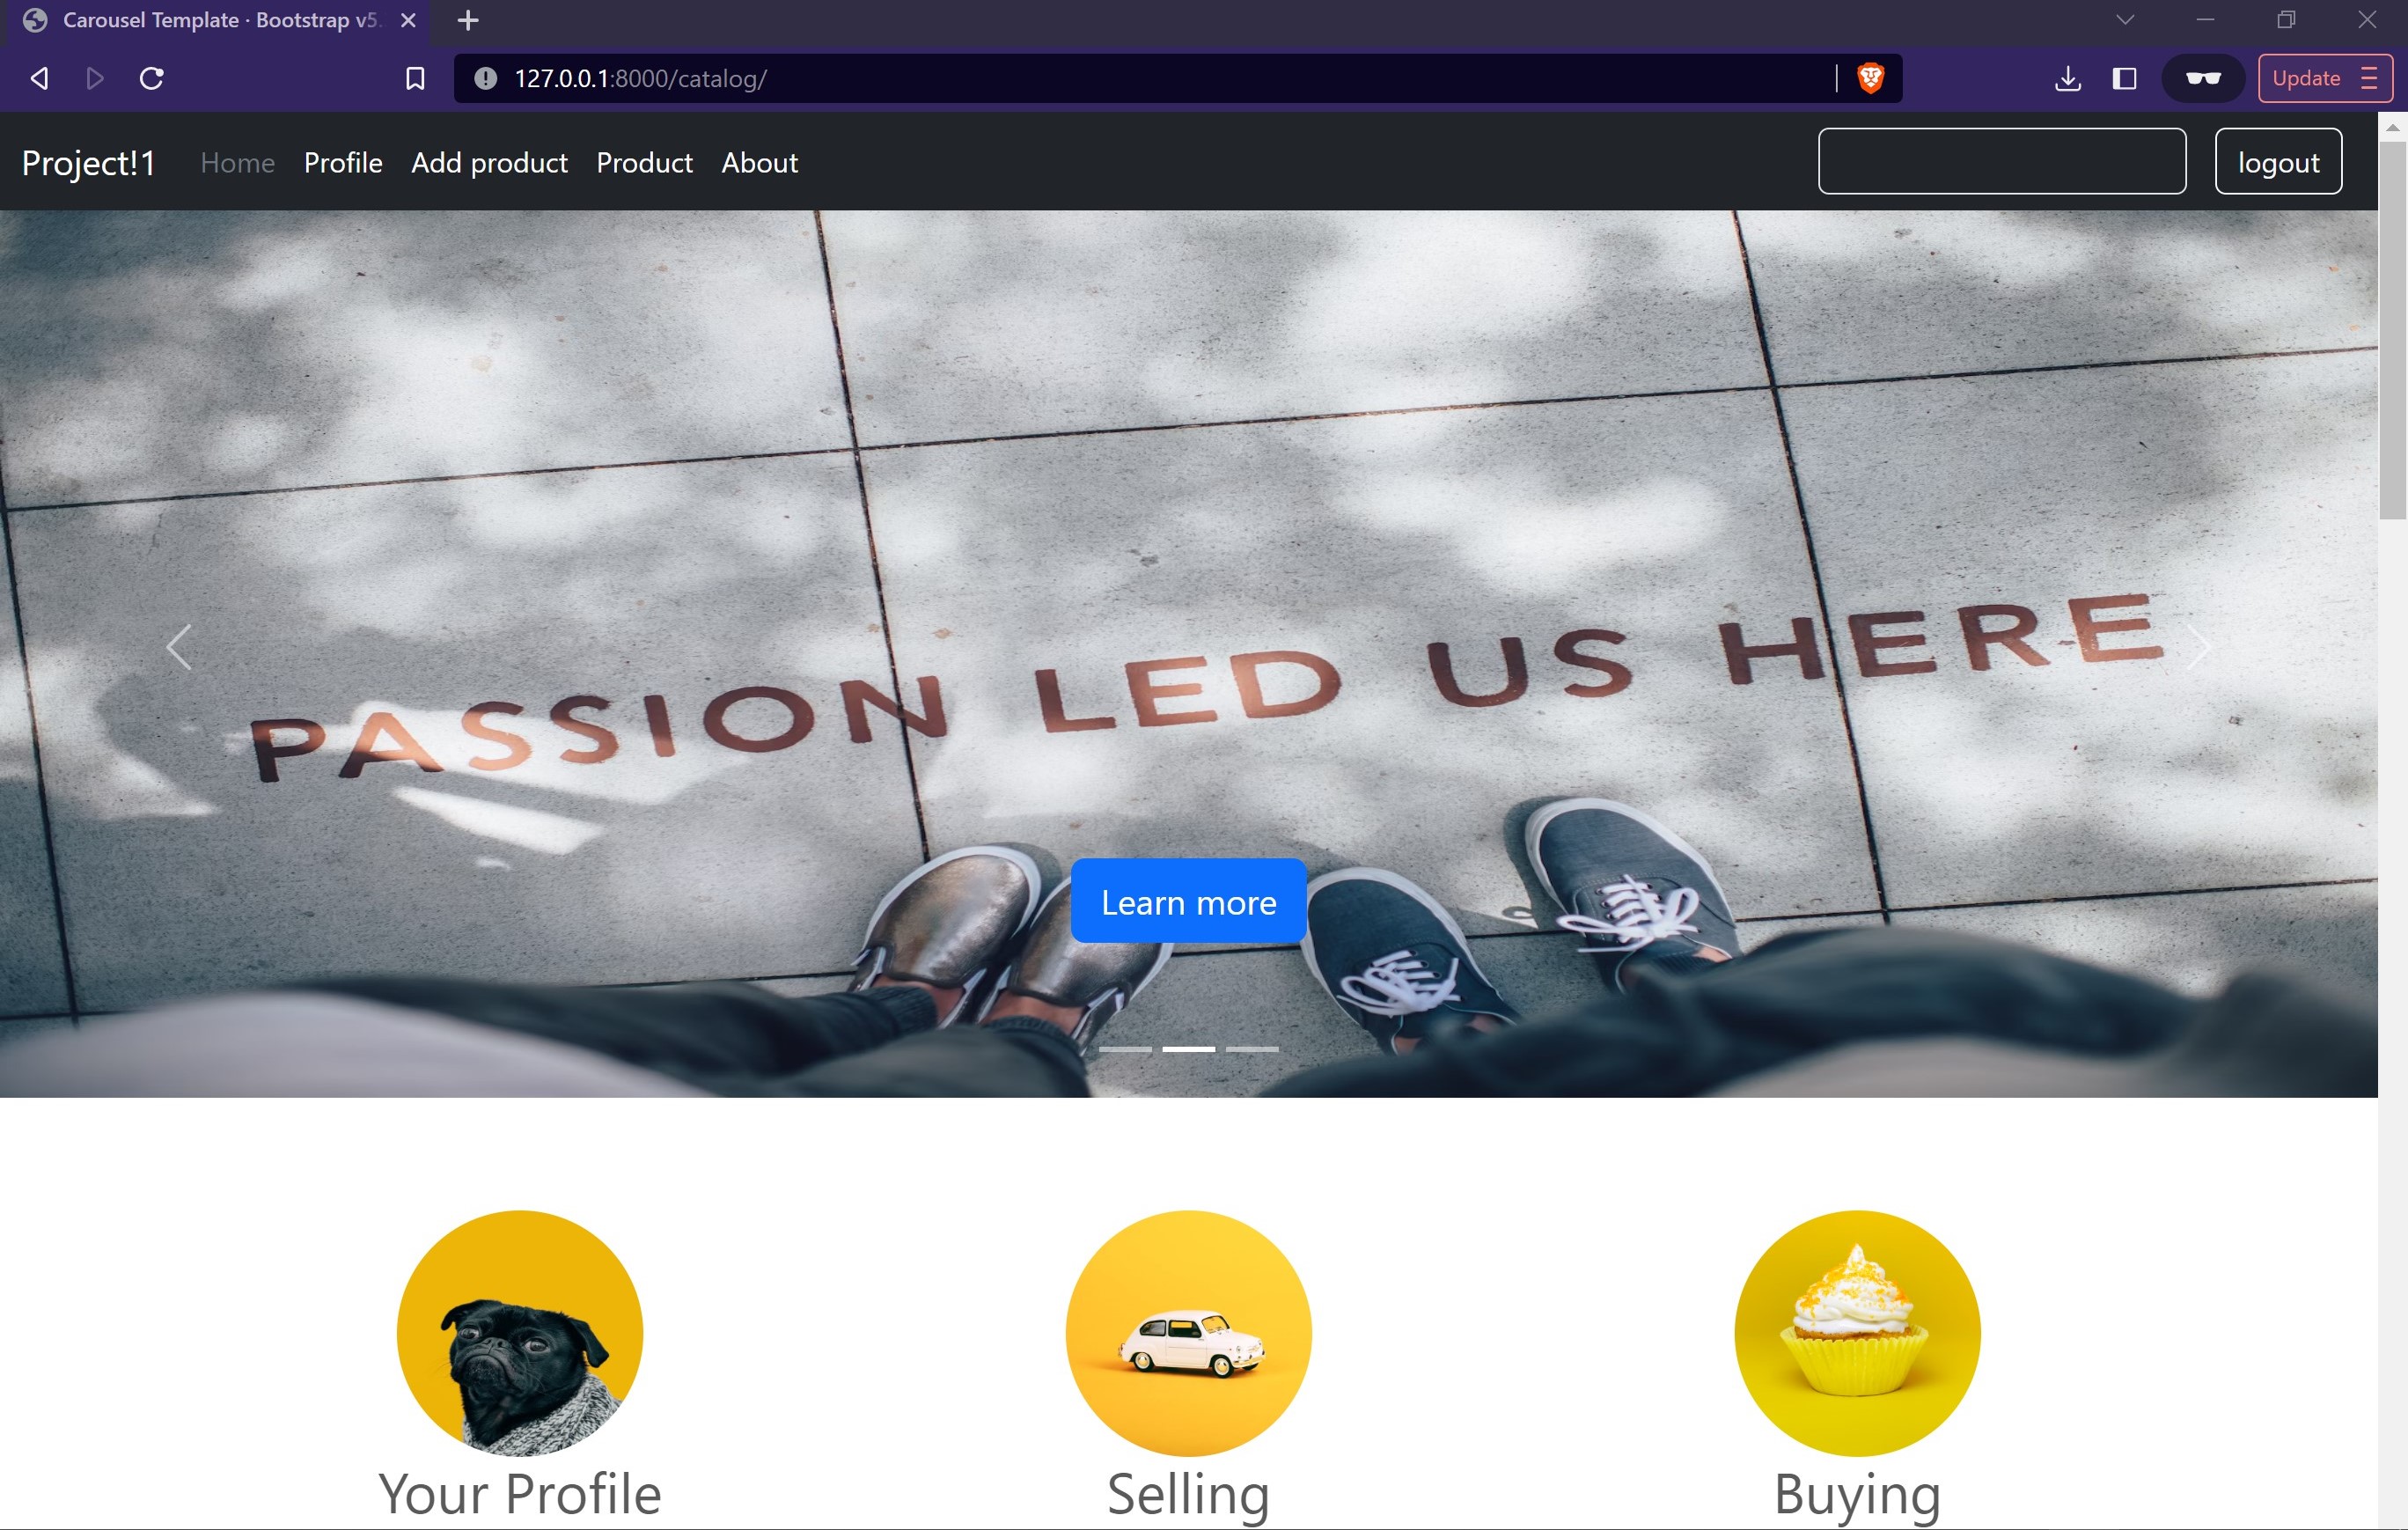 Carousel Template · Bootstrap v5.
127.0.0.1:8000/catalog/
Update
Project!1 Home Profile Add product Product About logout
PASSION LED US HERE
Learn more
Your Profile Selling Buying